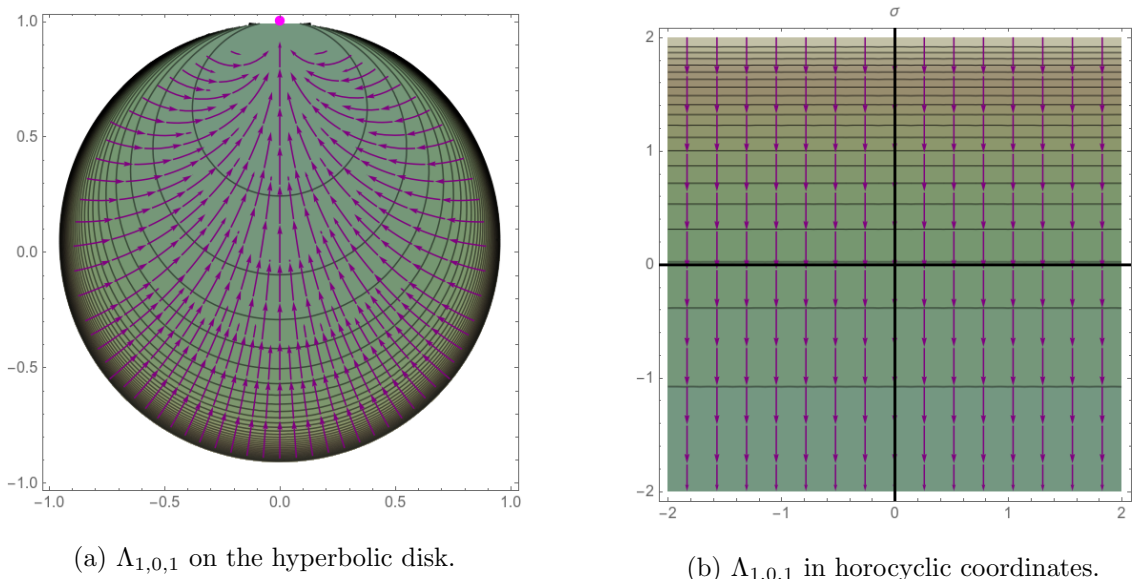 1.0
0.5
0.0
−0.5
−1.0
−1.0 −0.5 0.0 0.5 1.0
(a) Λ1,0,1 on the hyperbolic disk.
σ
2
1
0
−1
−2
−2 −1 0 1 2
(b) Λ1,0,1 in horocyclic coordinates.